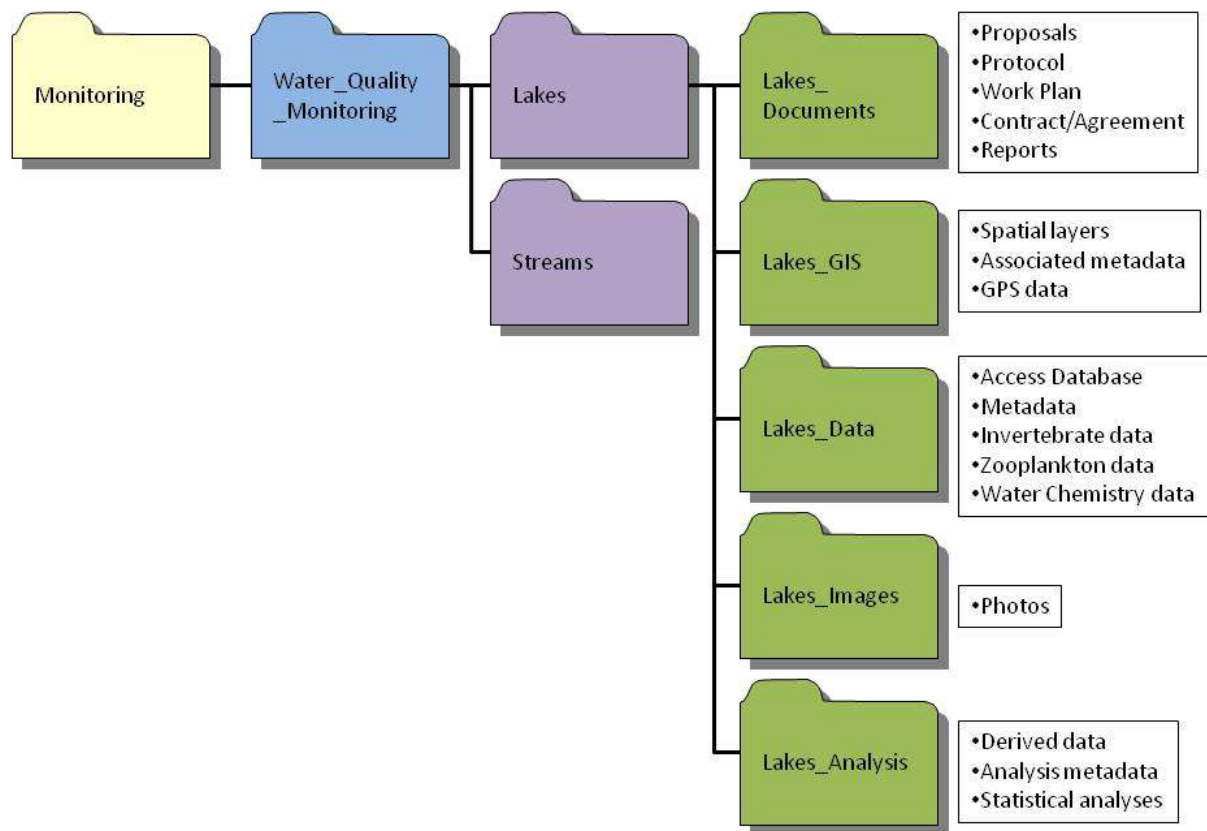 Monitoring
Water_Quality
_Monitoring
Lakes
Lakes_
Documents
•Proposals
•Protocol
•Work Plan
•Contract/Agreement
•Reports
Streams
Lakes_GIS
•Spatial layers
•Associated metadata
•GPS data
Lakes_Data
•Access Database
•Metadata
•Invertebrate data
•Zooplankton data
•Water Chemistry data
Lakes_Images
•Photos
Lakes_Analysis
•Derived data
•Analysis metadata
•Statistical analyses